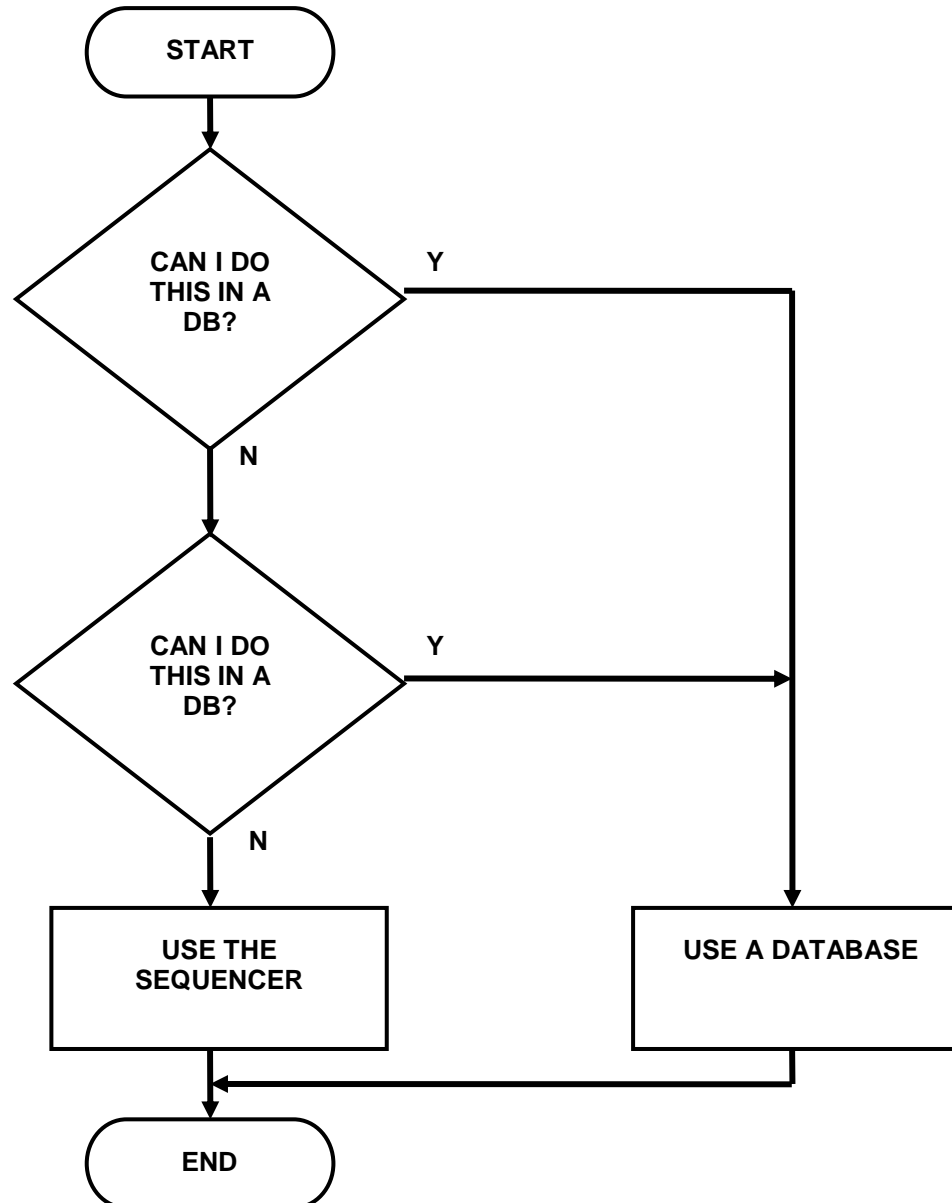 START
CAN I DO
THIS IN A
DB?
Y
N
CAN I DO
THIS IN A
DB?
Y
N
USE THE
SEQUENCER
USE A DATABASE
END